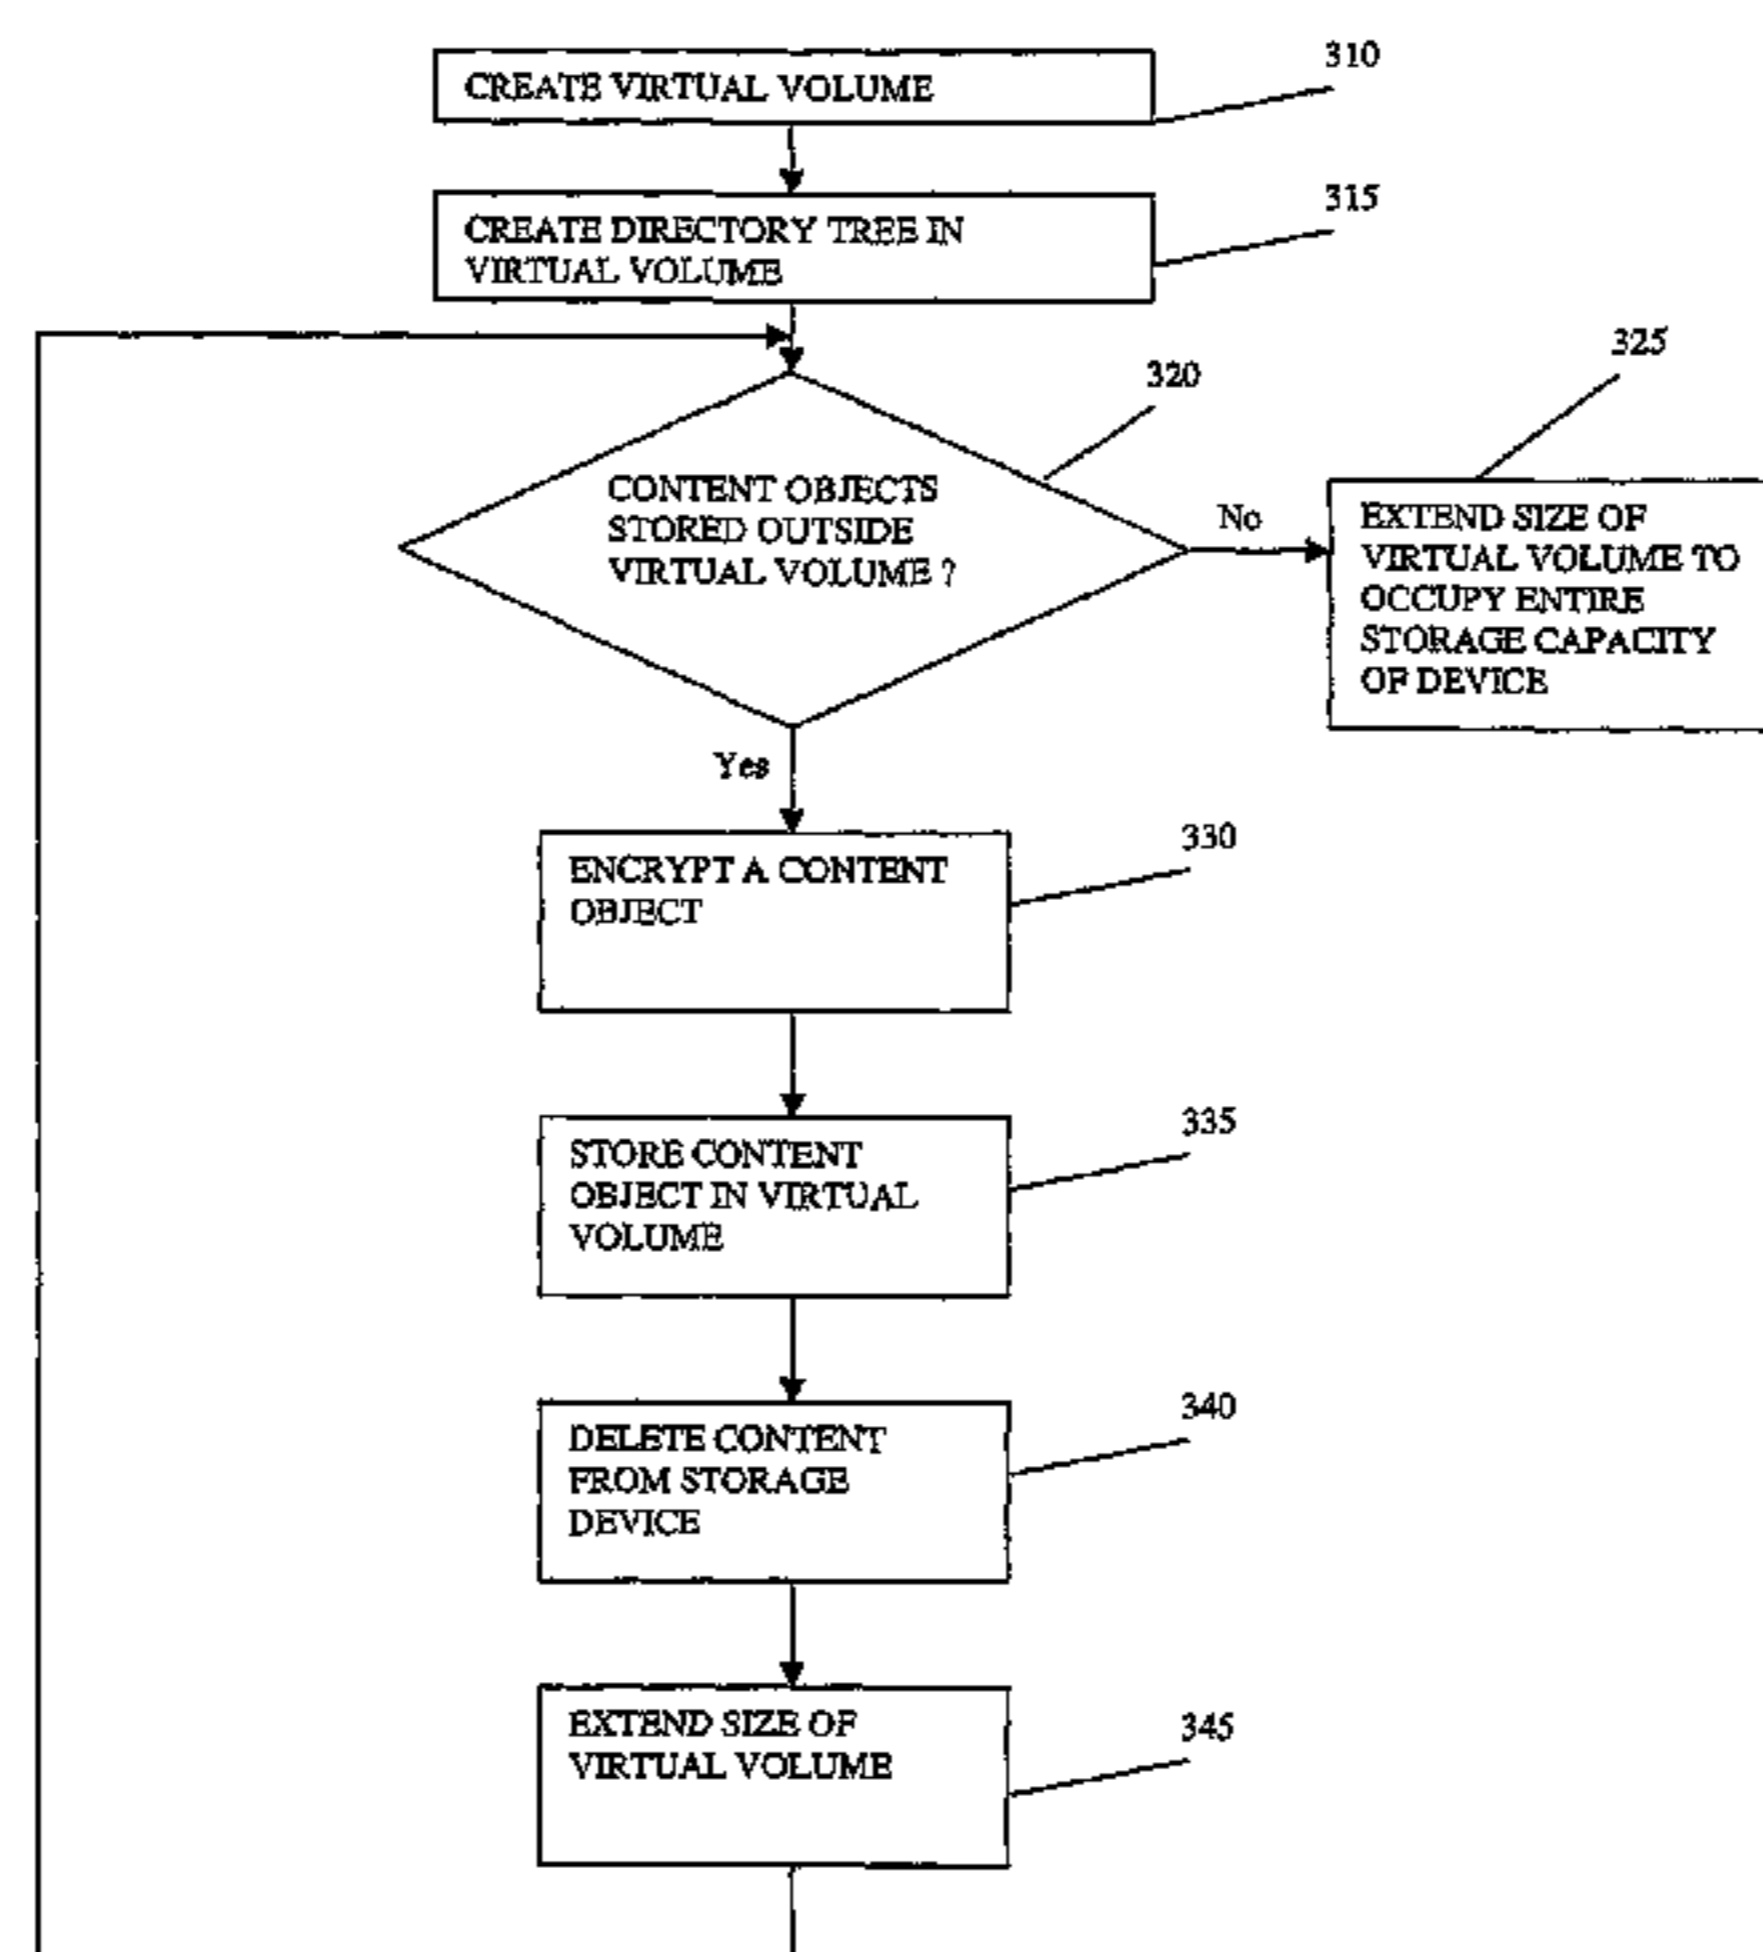 310
CREATE VIRTUAL VOLUME
315
CREATE DIRECTORY TREE IN
VIRTUAL VOLUME
320
325
CONTENT OBJECTS
STORED OUTSIDE
VIRTUAL VOLUME ?
No
EXTEND SIZE OF
VIRTUAL VOLUME TO
OCCUPY ENTIRE
STORAGE CAPACITY
OF DEVICE
Yes
330
ENCRYPT A CONTENT
OBJECT
335
STORE CONTENT
OBJECT IN VIRTUAL
VOLUME
340
DELETE CONTENT
FROM STORAGE
DEVICE
345
EXTEND SIZE OF
VIRTUAL VOLUME